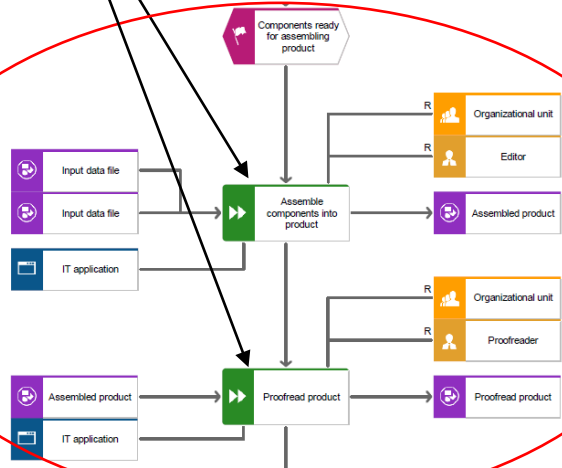 Components ready
for assembling
product
R
Organizational unit
R
Editor
Input data file
Input data file
Assemble
components into
product
Assembled product
IT application
R
Organizational unit
R
Proofreader
Assembled product
Proofread product
Proofread product
IT application